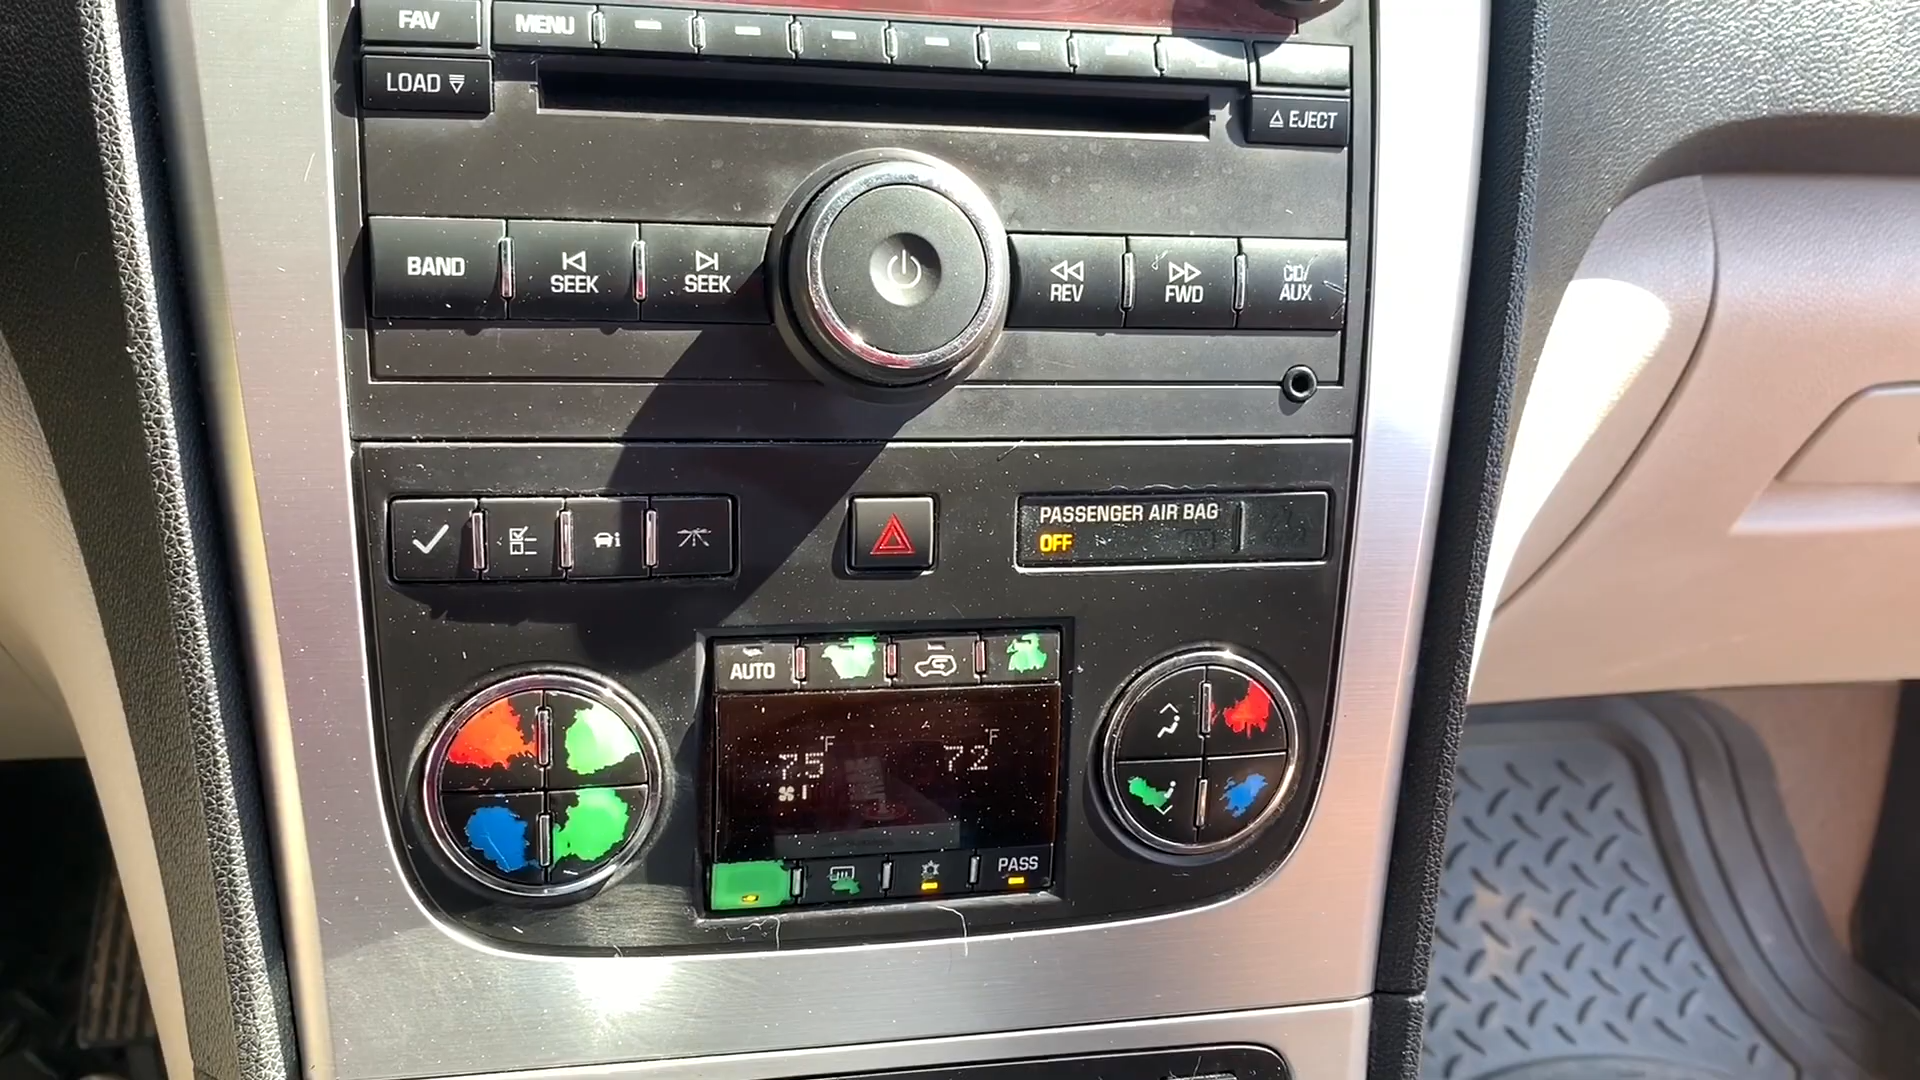 FAV
MENU
LOAD
EJECT
BAND
SEEK
SEEK
REV
FWD
CD/
AUX
PASSENGER AIR BAG
OFF
AUTO
75 F
72 F
1
PASS